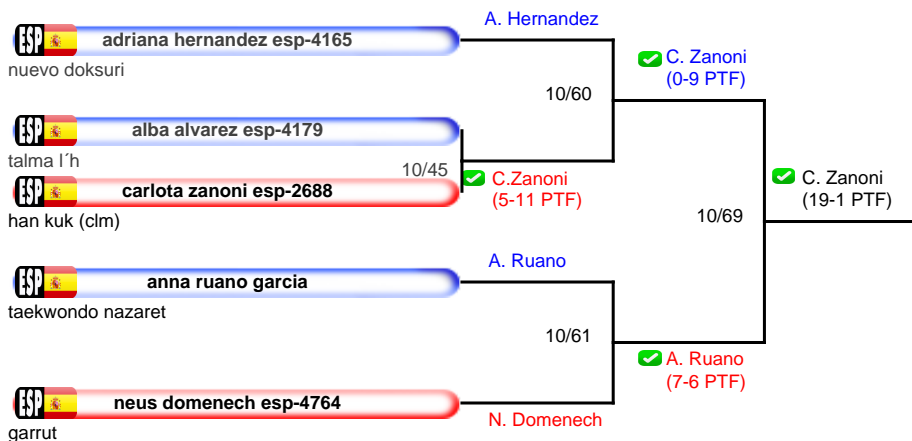 A. Hernandez
ESP adriana hernandez esp-4165
nuevo doksuri
C. Zanoni
(0-9 PTF)
10/60
ESP alba alvarez esp-4179
talma l´h
10/45
C.Zanoni
(5-11 PTF)
ESP carlota zanoni esp-2688
han kuk (clm)
C. Zanoni
(19-1 PTF)
10/69
A. Ruano
ESP anna ruano garcia
taekwondo nazaret
10/61
A. Ruano
(7-6 PTF)
ESP neus domenech esp-4764
N. Domenech
garrut